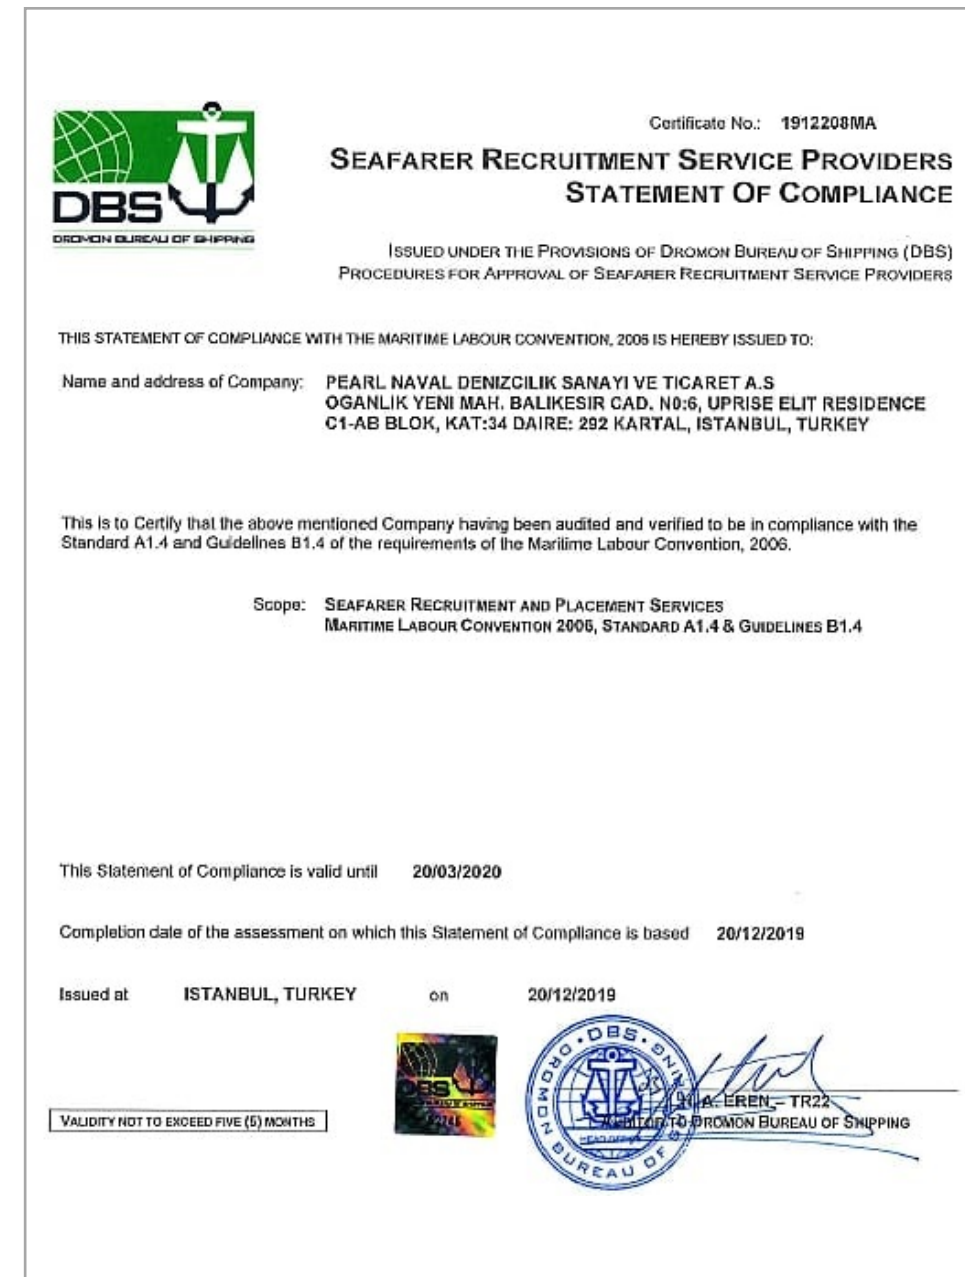 Certificate No.: 1912208MA
SEAFARER RECRUITMENT SERVICE PROVIDERS
STATEMENT OF COMPLIANCE
DBS
DROMON BUREAU OF SHIPPING
ISSUED UNDER THE PROVISIONS OF DROMON BUREAU OF SHIPPING (DBS)
PROCEDURES FOR APPROVAL OF SEAFARER RECRUITMENT SERVICE PROVIDERS
THIS STATEMENT OF COMPLIANCE WITH THE MARITIME LABOUR CONVENTION, 2006 IS HEREBY ISSUED TO:
Name and address of Company: PEARL NAVAL DENIZCILIK SANAYI VE TICARET A.S
OGANLIK YENI MAH. BALIKESIR CAD. N0:6, UPRISE ELIT RESIDENCE
C1-AB BLOK, KAT:34 DAIRE: 292 KARTAL, ISTANBUL, TURKEY
This is to Certify that the above mentioned Company having been audited and verified to be in compliance with the
Standard A1.4 and Guidelines B1.4 of the requirements of the Maritime Labour Convention, 2006.
Scope: SEAFARER RECRUITMENT AND PLACEMENT SERVICES
MARITIME LABOUR CONVENTION 2006, STANDARD A1.4 & GUIDELINES B1.4
This Statement of Compliance is valid until 20/03/2020
Completion date of the assessment on which this Statement of Compliance is based 20/12/2019
Issued at ISTANBUL, TURKEY on 20/12/2019
DBS
DROMON BUREAU OF SHIPPING
HEAD OFFICE
DBS
A. EREN – TR22
AUDITOR TO DROMON BUREAU OF SHIPPING
VALIDITY NOT TO EXCEED FIVE (5) MONTHS